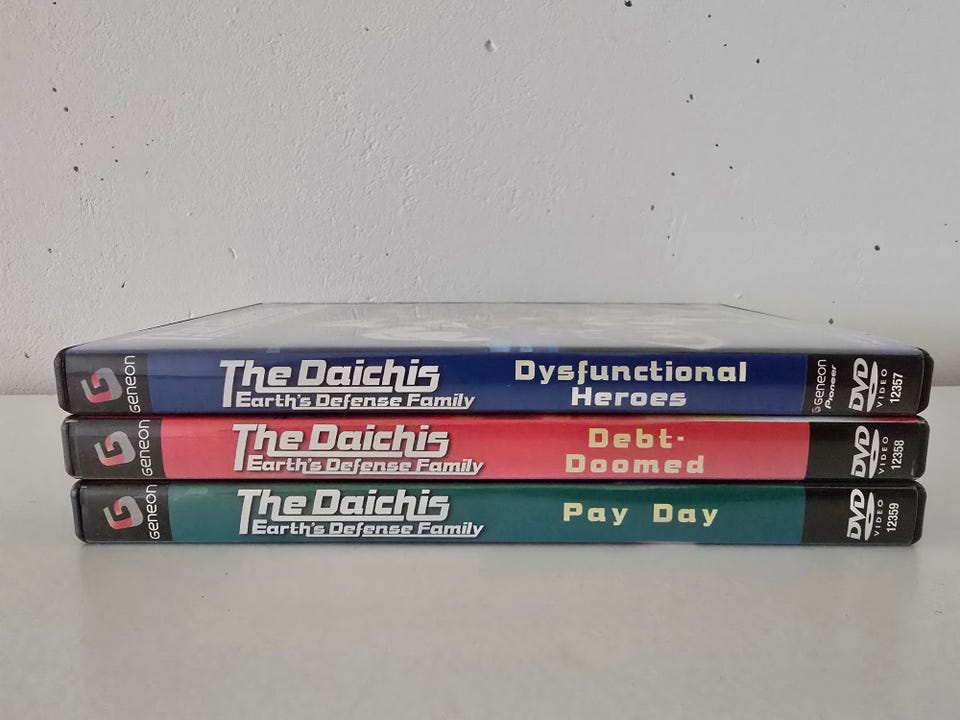 GENEON
The Daichis
Earth's Defense Family
Dysfunctional
Heroes
GENEON
Pioneer
DVD
VIDEO
12357
GENEON
The Daichis
Earth's Defense Family
Debt-
Doomed
DVD
VIDEO
12358
GENEON
The Daichis
Earth's Defense Family
Pay Day
DVD
VIDEO
12359